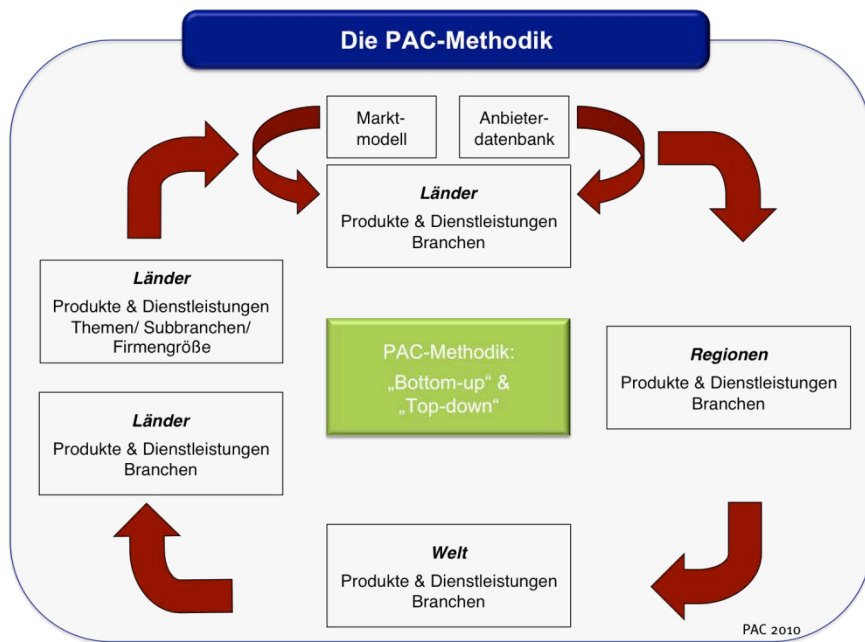 Die PAC-Methodik
Markt-
modell
Anbieter-
datenbank
Länder
Produkte & Dienstleistungen
Branchen
Länder
Produkte & Dienstleistungen
Themen/ Subbranchen/
Firmengröße
PAC-Methodik:
„Bottom-up“ &
„Top-down“
Regionen
Produkte & Dienstleistungen
Branchen
Länder
Produkte & Dienstleistungen
Branchen
Welt
Produkte & Dienstleistungen
Branchen
PAC 2010